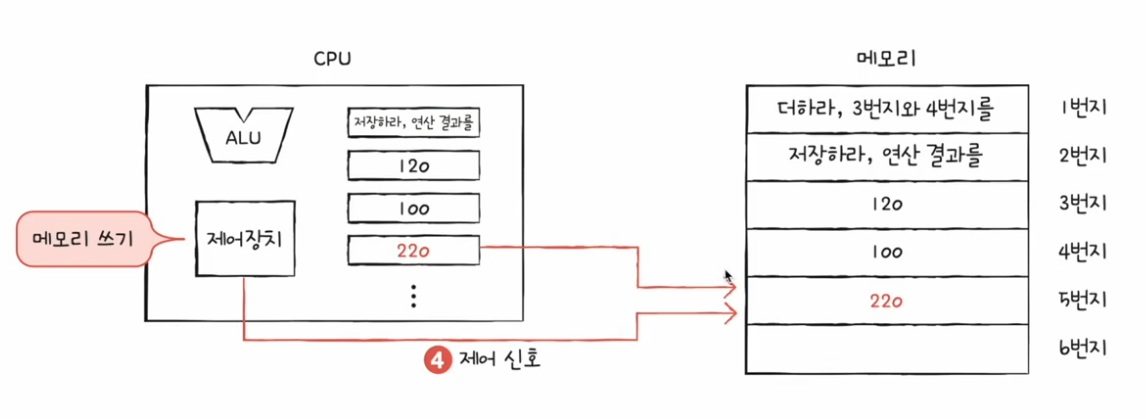 CPU
ALU
저장하라, 연산 결과를
120
100
220
메모리 쓰기
제어장치
4 제어 신호
메모리
더하라, 3번지와 4번지를 1번지
저장하라, 연산 결과를 2번지
120 3번지
100 4번지
220 5번지
6번지